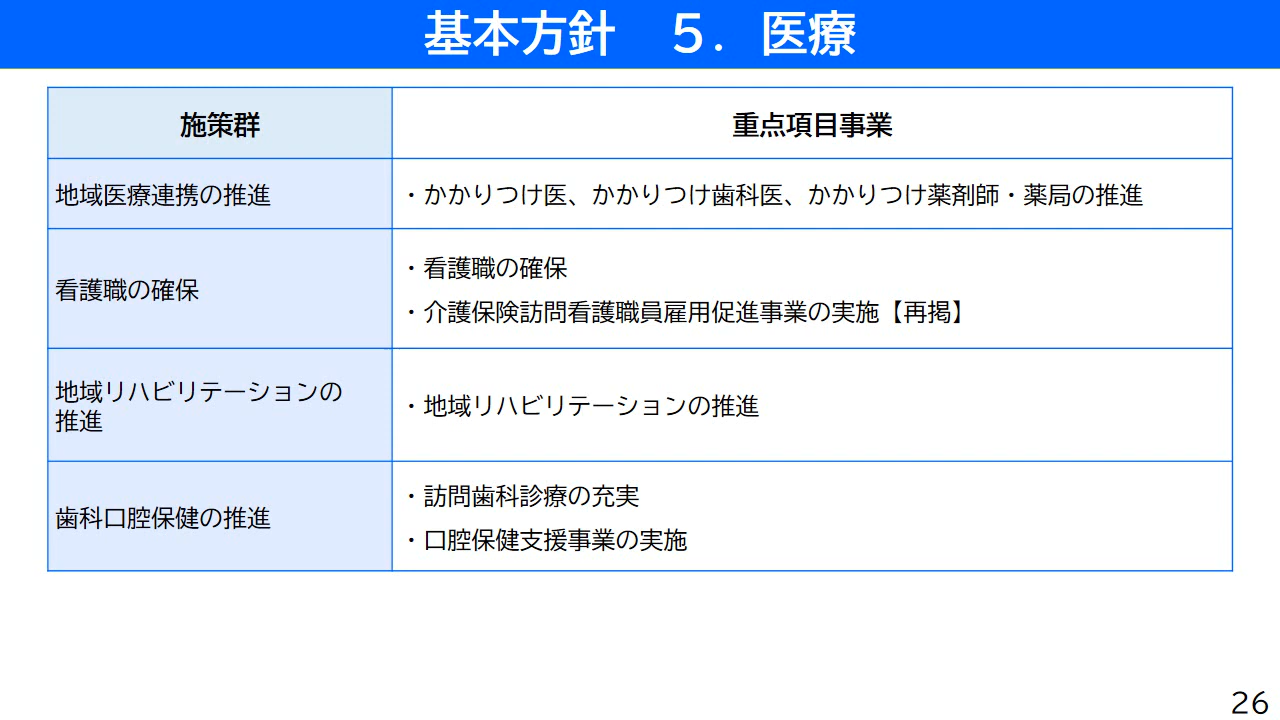 基本方針　５．医療
施策群
重点項目事業
地域医療連携の推進
・かかりつけ医、かかりつけ歯科医、かかりつけ薬剤師・薬局の推進
看護職の確保
・看護職の確保
・介護保険訪問看護職員雇用促進事業の実施【再掲】
地域リハビリテーションの
推進
・地域リハビリテーションの推進
歯科口腔保健の推進
・訪問歯科診療の充実
・口腔保健支援事業の実施
26